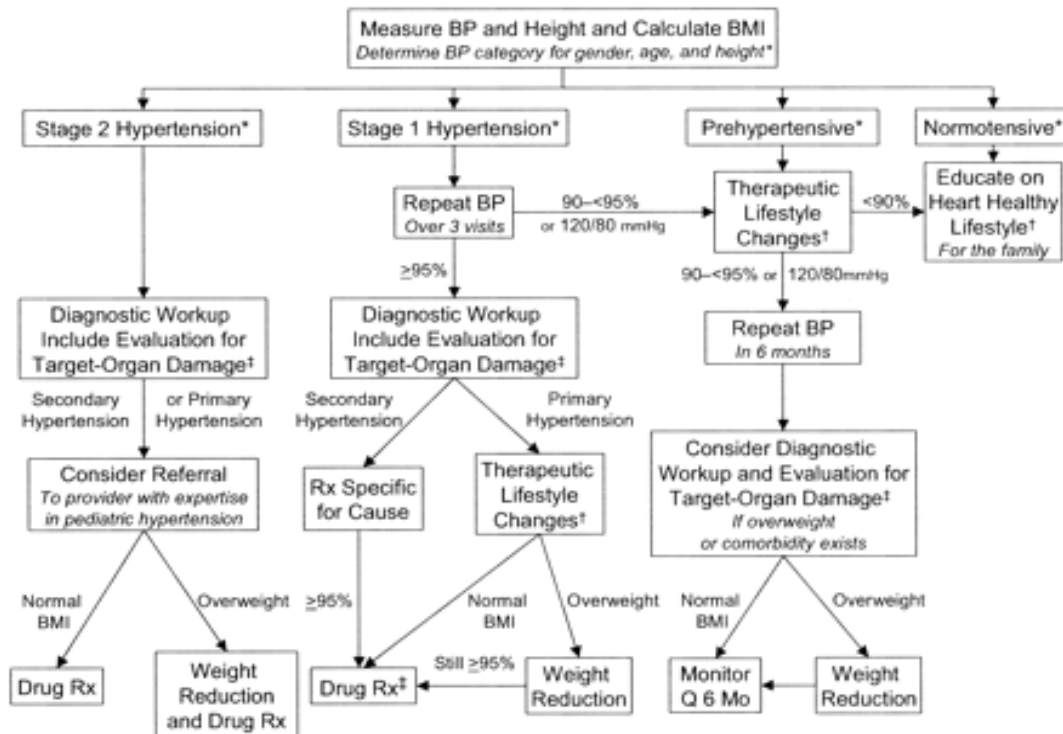 Measure BP and Height and Calculate BMI
Determine BP category for gender, age, and height*
Stage 2 Hypertension*
Stage 1 Hypertension*
Prehypertensive*
Normotensive*
Repeat BP
Over 3 visits
90–<95%
or 120/80 mmHg
Therapeutic
Lifestyle
Changes†
<90%
Educate on
Heart Healthy
Lifestyle†
For the family
≥95%
90–<95% or 120/80mmHg
Diagnostic Workup
Include Evaluation for
Target-Organ Damage‡
Diagnostic Workup
Include Evaluation for
Target-Organ Damage‡
Repeat BP
In 6 months
Secondary
Hypertension
or Primary
Hypertension
Secondary
Hypertension
Primary
Hypertension
Consider Referral
To provider with expertise
in pediatric hypertension
Rx Specific
for Cause
Therapeutic
Lifestyle
Changes†
Consider Diagnostic
Workup and Evaluation for
Target-Organ Damage‡
If overweight
or comorbidity exists
Normal
BMI
Overweight
≥95%
Normal
BMI
Overweight
Normal
BMI
Overweight
Drug Rx
Weight
Reduction
and Drug Rx
Drug Rx‡
Still ≥95%
Weight
Reduction
Monitor
Q 6 Mo
Weight
Reduction